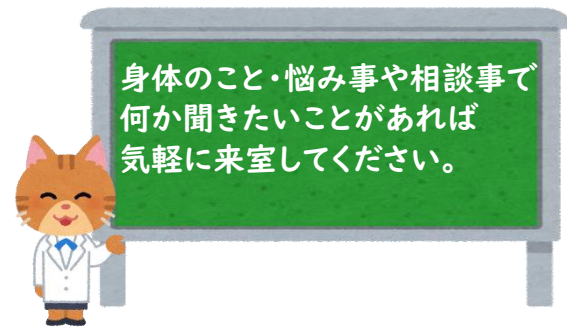 身体のこと・悩み事や相談事で
何か聞きたいことがあれば
気軽に来室してください。